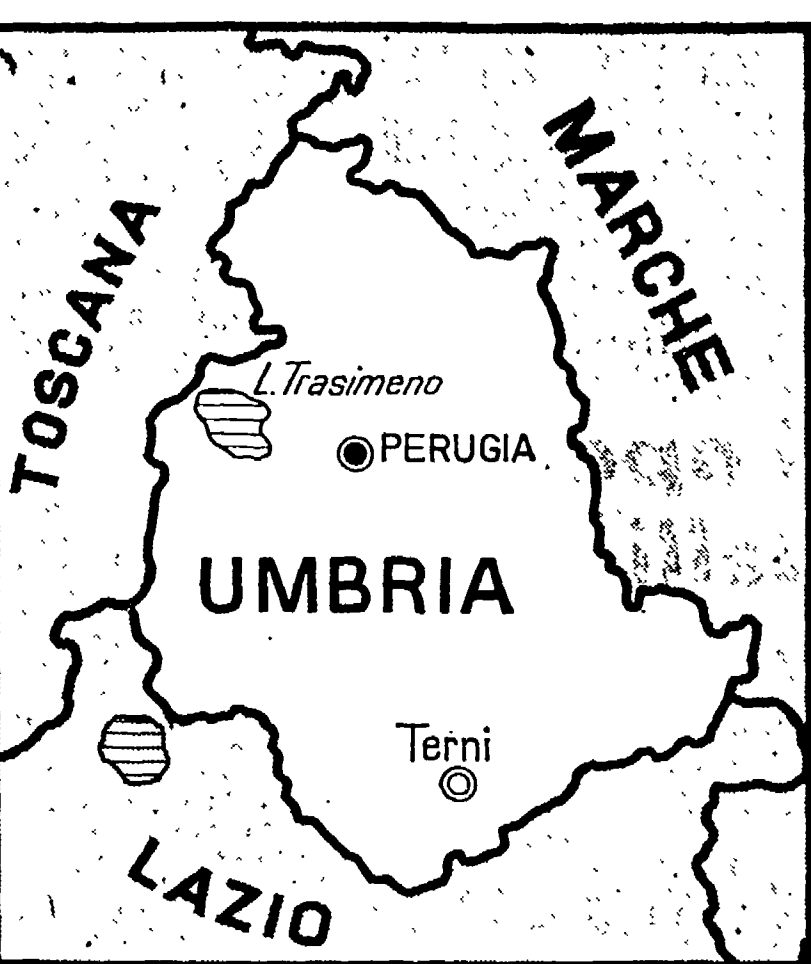 MARCHE
TOSCANA
L. Trasimeno
PERUGIA
UMBRIA
Terni
LAZIO